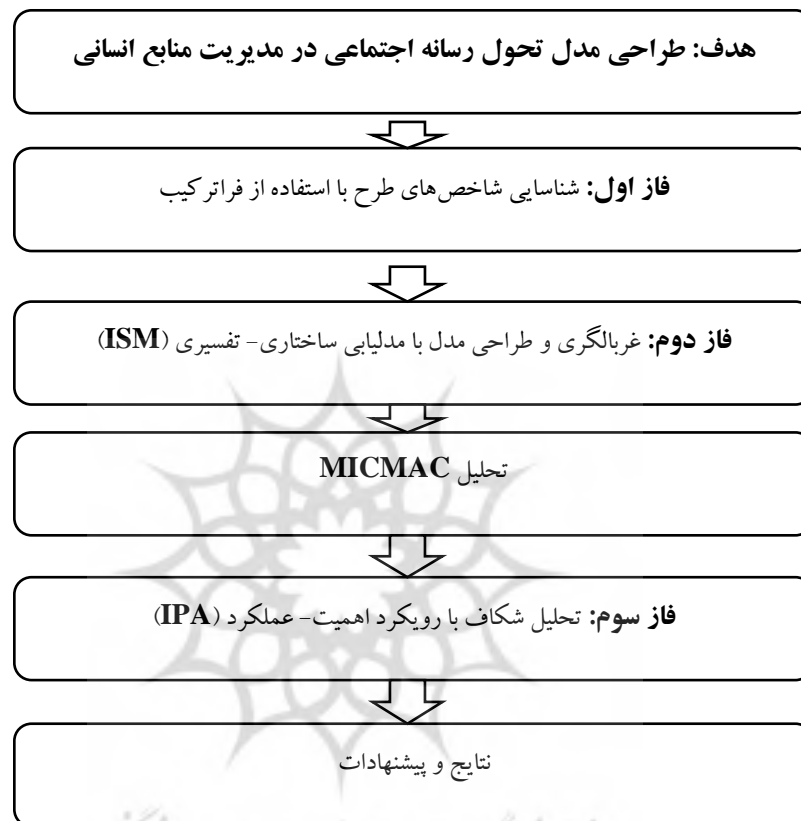 هدف: طراحی مدل تحول رسانه اجتماعی در مدیریت منابع انسانی
فاز اول: شناسایی شاخص‌های طرح با استفاده از فراترکیب
فاز دوم: غربالگری و طراحی مدل با مدلیابی ساختاری- تفسیری (ISM)
تحلیل MICMAC
فاز سوم: تحلیل شکاف با رویکرد اهمیت- عملکرد (IPA)
نتایج و پیشنهادات